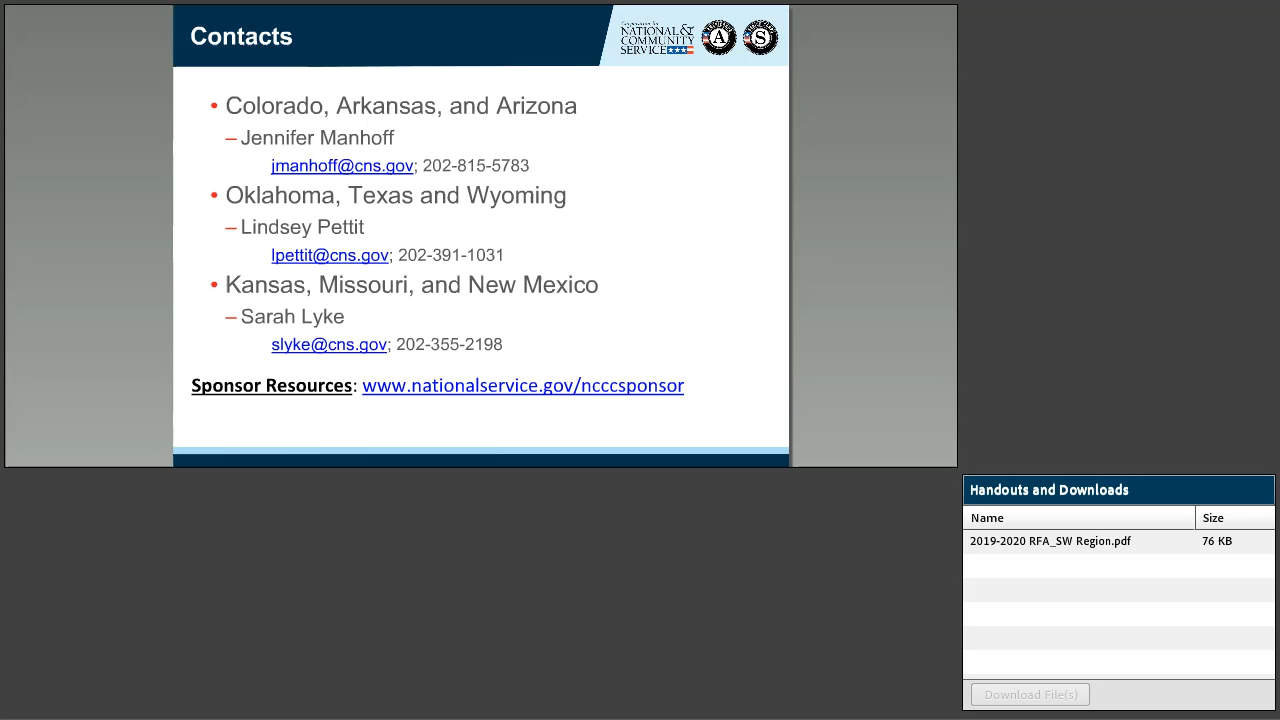 Contacts
Corporation for
NATIONAL &
COMMUNITY
SERVICE
A
S
• Colorado, Arkansas, and Arizona
– Jennifer Manhoff
jmanhoff@cns.gov; 202-815-5783
• Oklahoma, Texas and Wyoming
– Lindsey Pettit
lpettit@cns.gov; 202-391-1031
• Kansas, Missouri, and New Mexico
– Sarah Lyke
slyke@cns.gov; 202-355-2198
Sponsor Resources: www.nationalservice.gov/ncccsponsor
Handouts and Downloads
Name Size
2019-2020 RFA_SW Region.pdf 76 KB
Download File(s)